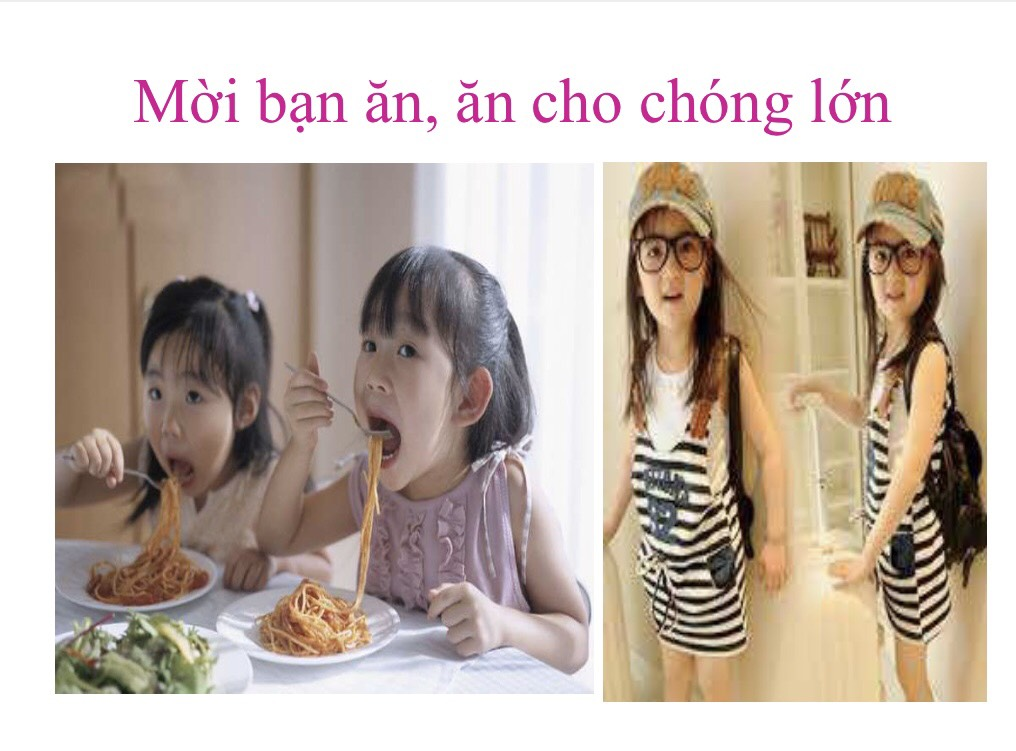 Mời bạn ăn, ăn cho chóng lớn